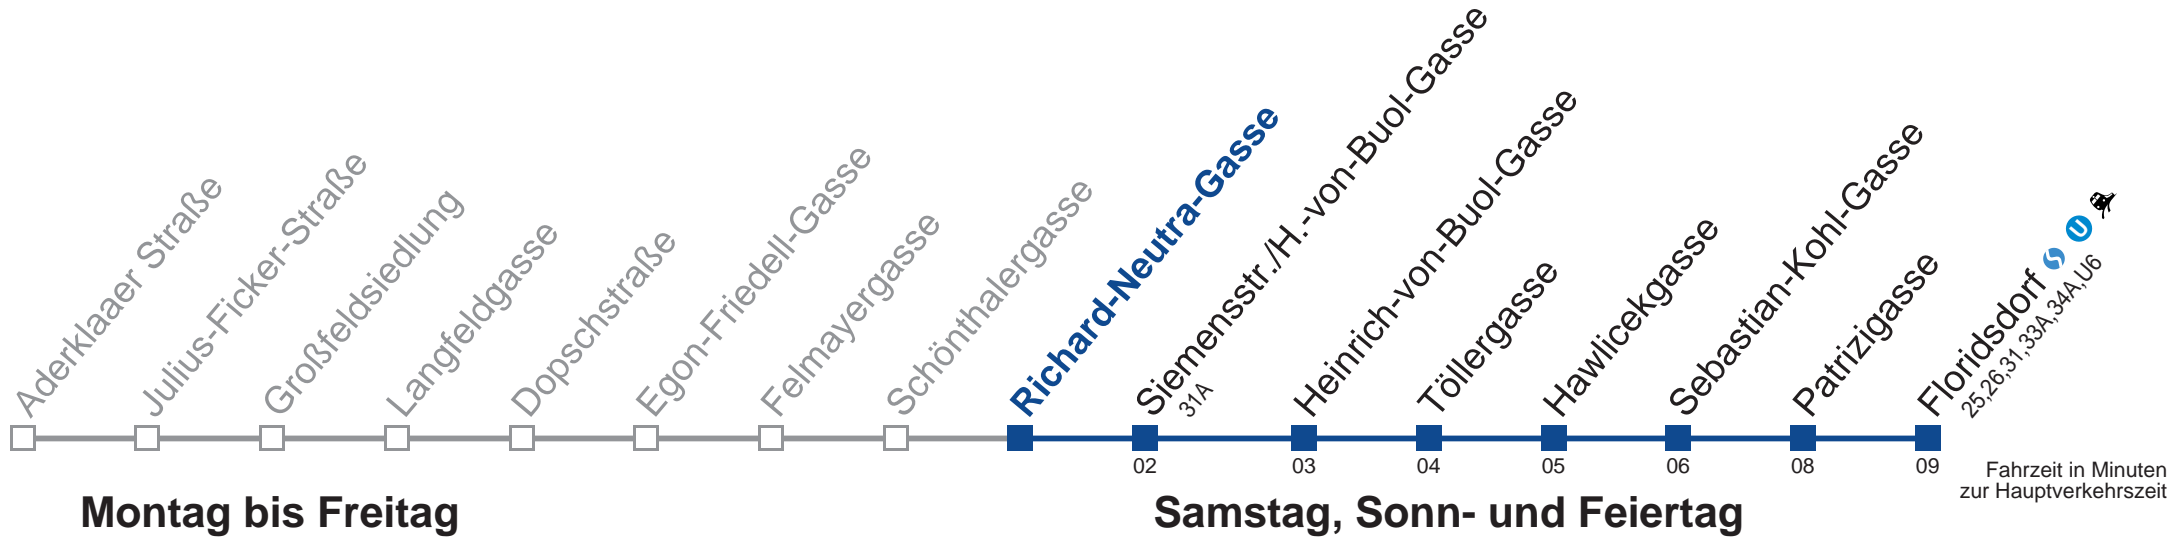 Aderklaaer Straße
Julius-Ficker-Straße
Großfeldsiedlung
Langfeldgasse
Dopschstraße
Egon-Friedell-Gasse
Felmayergasse
Schönthalergasse
Richard-Neutra-Gasse
Siemensstr./H.-von-Buol-Gasse
31A
Heinrich-von-Buol-Gasse
Töllergasse
Hawlicekgasse
Sebastian-Kohl-Gasse
Patrizigasse
Floridsdorf S U
25,26,31,33A,34A,U6
02 03 04 05 06 08 09
Fahrzeit in Minuten
zur Hauptverkehrszeit
Montag bis Freitag
Samstag, Sonn- und Feiertag